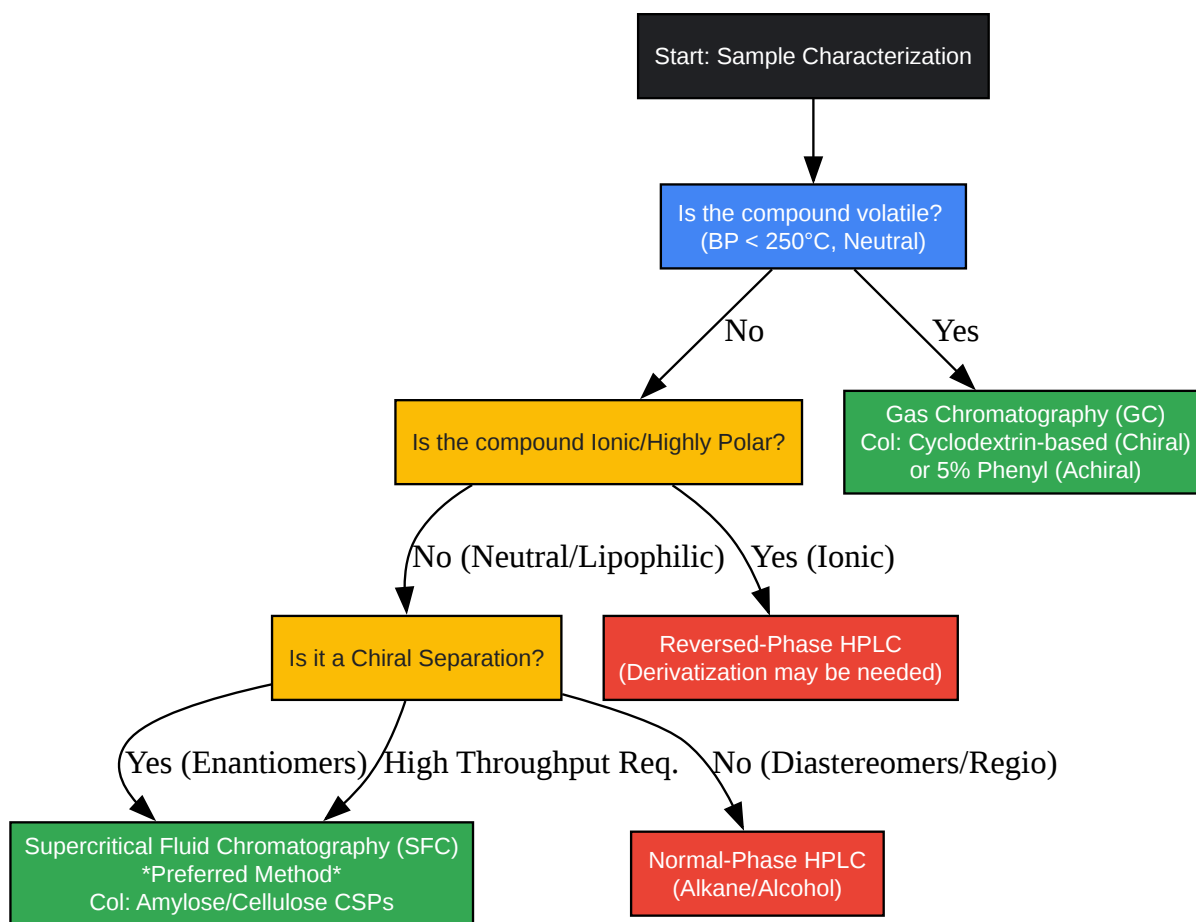 Start: Sample Characterization
Is the compound volatile?
(BP < 250°C, Neutral)
No
Yes
Is the compound Ionic/Highly Polar?
Gas Chromatography (GC)
Col: Cyclodextrin-based (Chiral)
or 5% Phenyl (Achiral)
No (Neutral/Lipophilic)
Yes (Ionic)
Is it a Chiral Separation?
Reversed-Phase HPLC
(Derivatization may be needed)
Yes (Enantiomers)
High Throughput Req.
No (Diastereomers/Regio)
Supercritical Fluid Chromatography (SFC)
*Preferred Method*
Col: Amylose/Cellulose CSPs
Normal-Phase HPLC
(Alkane/Alcohol)